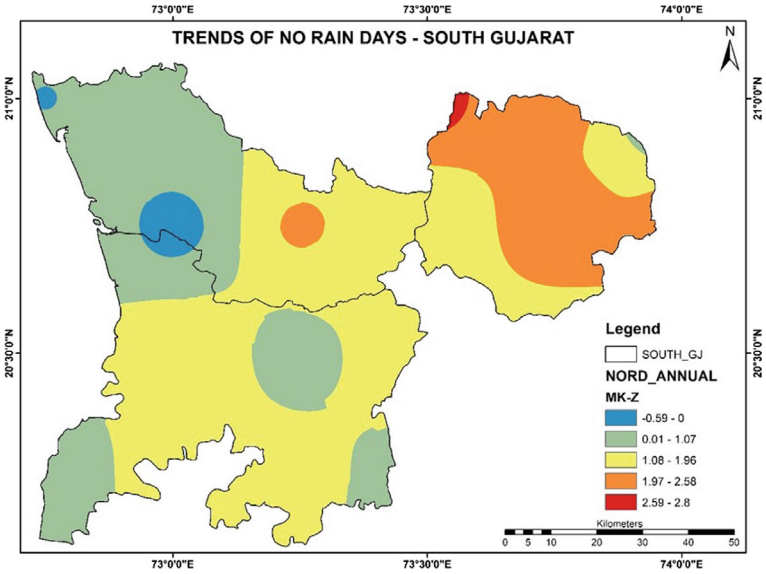 73°0'0"E 73°30'0"E 74°0'0"E
TRENDS OF NO RAIN DAYS - SOUTH GUJARAT
N
21°0'0"N 21°0'0"N
20°30'0"N 20°30'0"N
Legend
SOUTH_GJ
NORD_ANNUAL
MK-Z
-0.59 - 0
0.01 - 1.07
1.08 - 1.96
1.97 - 2.58
2.59 - 2.8
Kilometers
0 5 10 20 30 40 50
73°0'0"E 73°30'0"E 74°0'0"E